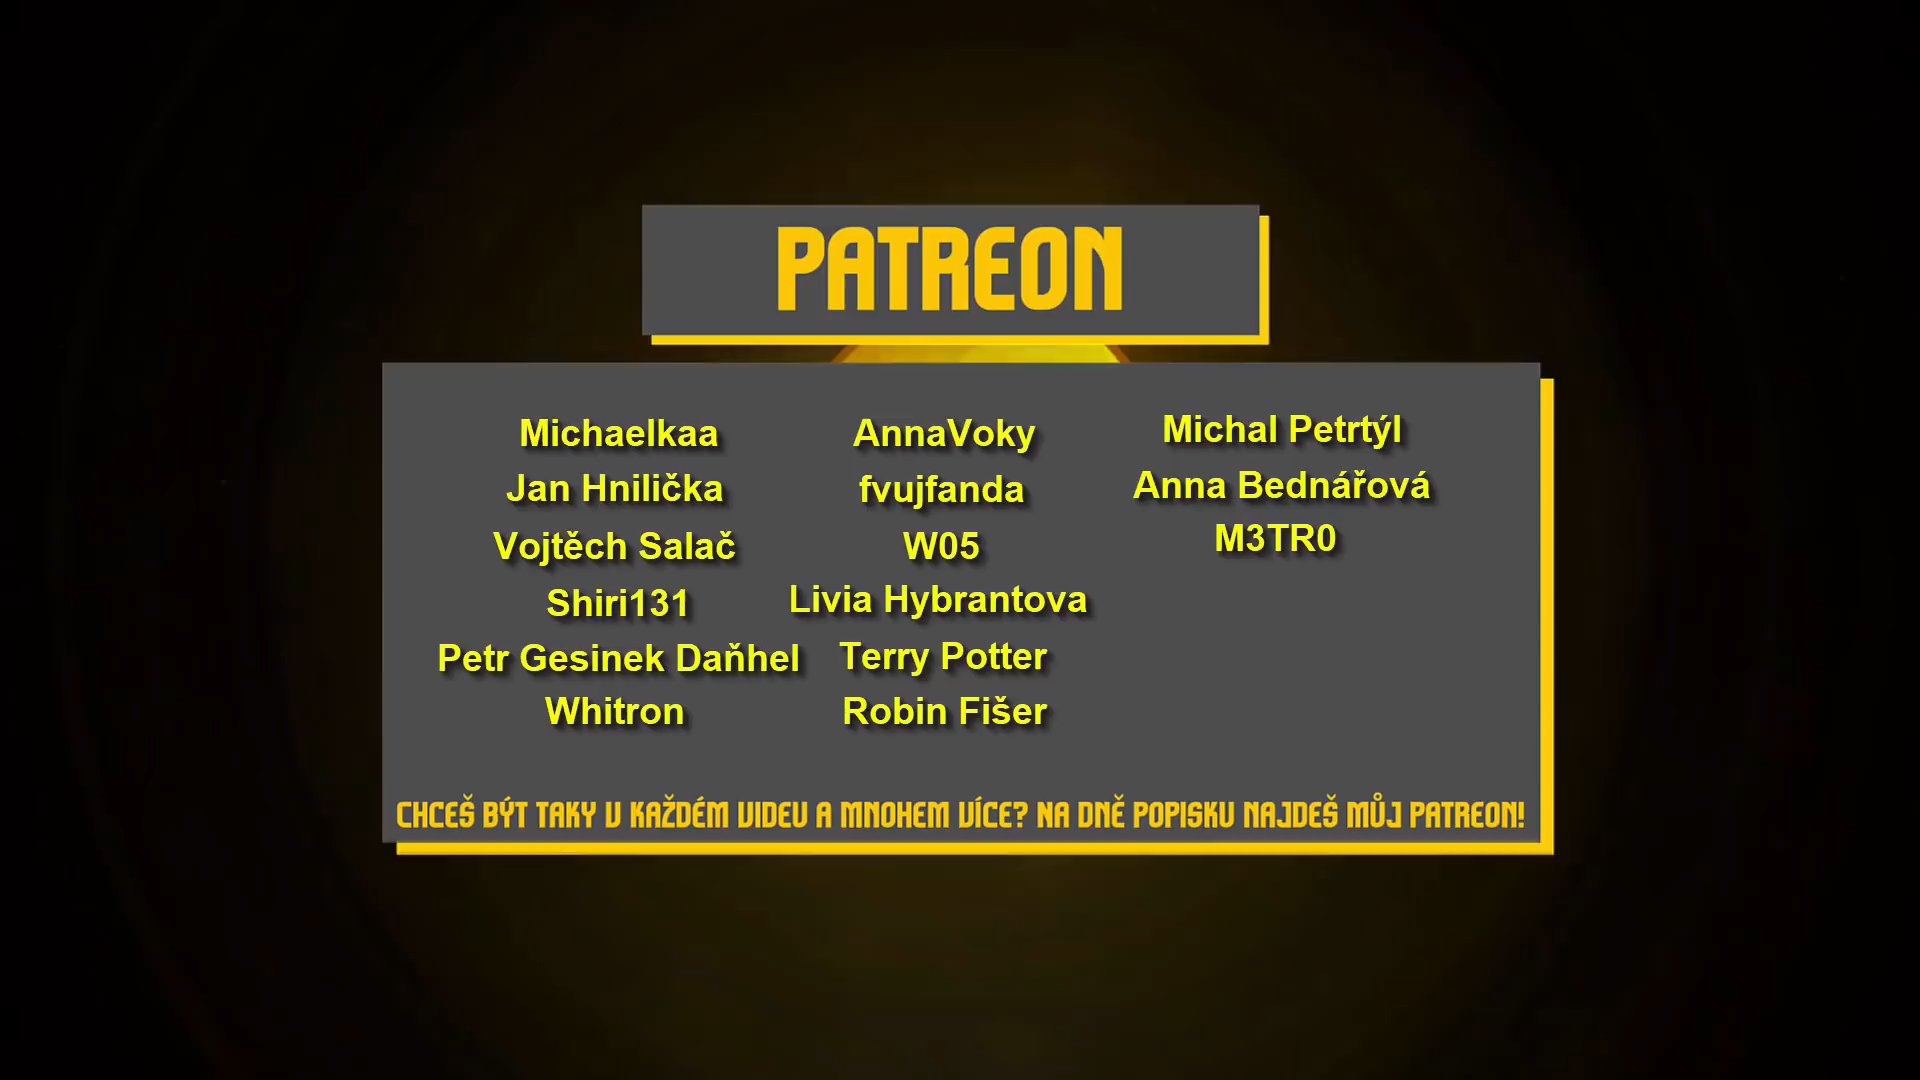 PATREON
Michaelkaa
Jan Hnilička
Vojtěch Salač
Shiri131
Petr Gesinek Daňhel
Whitron
AnnaVoky
fvujfanda
W05
Livia Hybrantova
Terry Potter
Robin Fišer
Michal Petrtýl
Anna Bednářová
M3TR0
CHCEŠ BÝT TAKY V KAŽDÉM VIDEU A MNOHEM VÍCE? NA DNĚ POPISKU NAJDEŠ MŮJ PATREON!